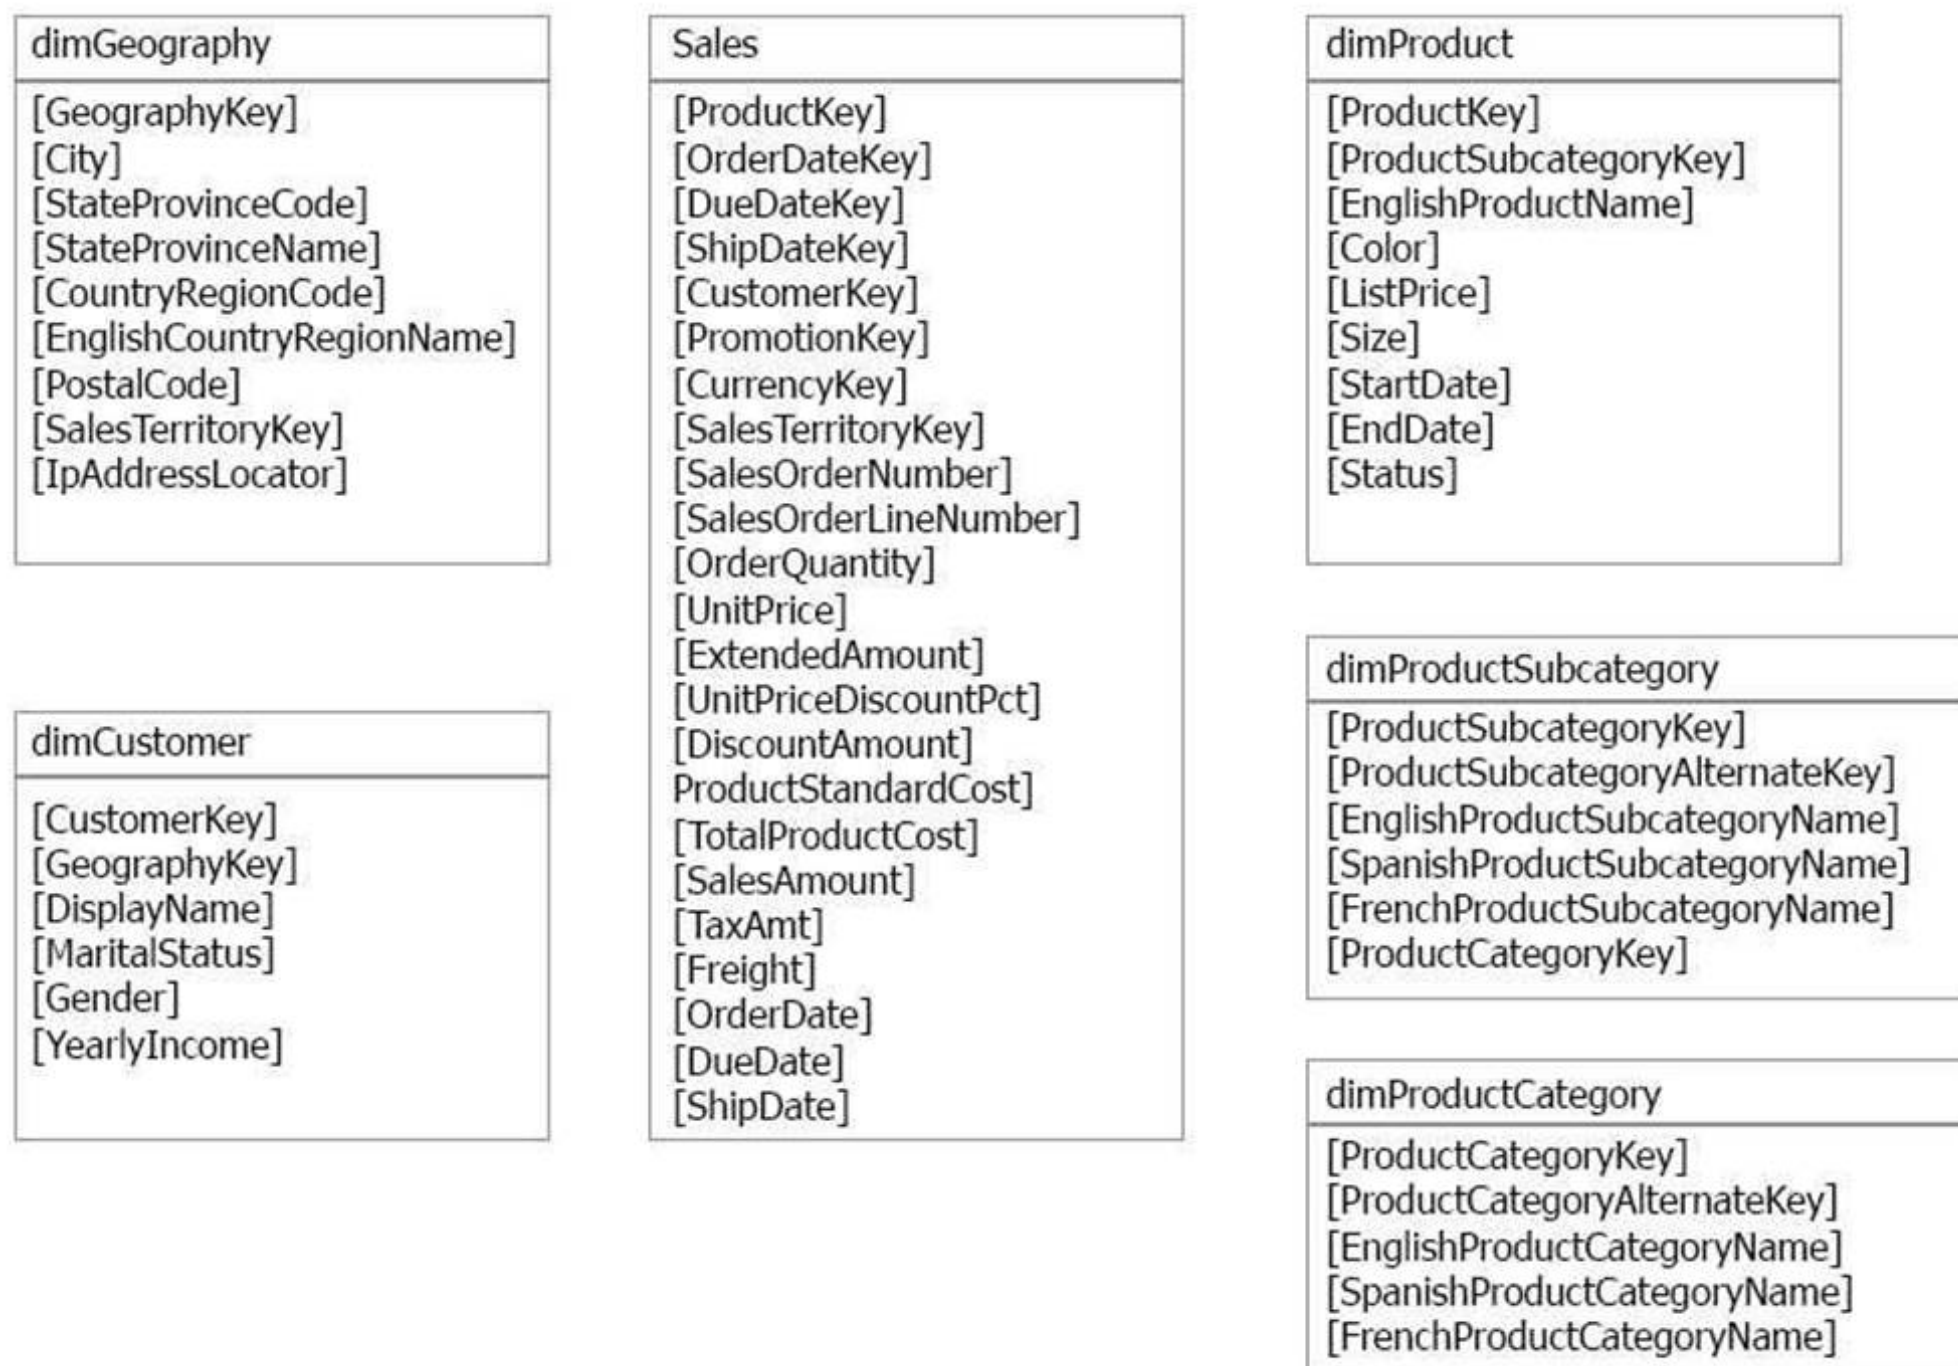 dimGeography
[GeographyKey]
[City]
[StateProvinceCode]
[StateProvinceName]
[CountryRegionCode]
[EnglishCountryRegionName]
[PostalCode]
[SalesTerritoryKey]
[IpAddressLocator]
dimCustomer
[CustomerKey]
[GeographyKey]
[DisplayName]
[MaritalStatus]
[Gender]
[YearlyIncome]
Sales
[ProductKey]
[OrderDateKey]
[DueDateKey]
[ShipDateKey]
[CustomerKey]
[PromotionKey]
[CurrencyKey]
[SalesTerritoryKey]
[SalesOrderNumber]
[SalesOrderLineNumber]
[OrderQuantity]
[UnitPrice]
[ExtendedAmount]
[UnitPriceDiscountPct]
[DiscountAmount]
ProductStandardCost]
[TotalProductCost]
[SalesAmount]
[TaxAmt]
[Freight]
[OrderDate]
[DueDate]
[ShipDate]
dimProduct
[ProductKey]
[ProductSubcategoryKey]
[EnglishProductName]
[Color]
[ListPrice]
[Size]
[StartDate]
[EndDate]
[Status]
dimProductSubcategory
[ProductSubcategoryKey]
[ProductSubcategoryAlternateKey]
[EnglishProductSubcategoryName]
[SpanishProductSubcategoryName]
[FrenchProductSubcategoryName]
[ProductCategoryKey]
dimProductCategory
[ProductCategoryKey]
[ProductCategoryAlternateKey]
[EnglishProductCategoryName]
[SpanishProductCategoryName]
[FrenchProductCategoryName]